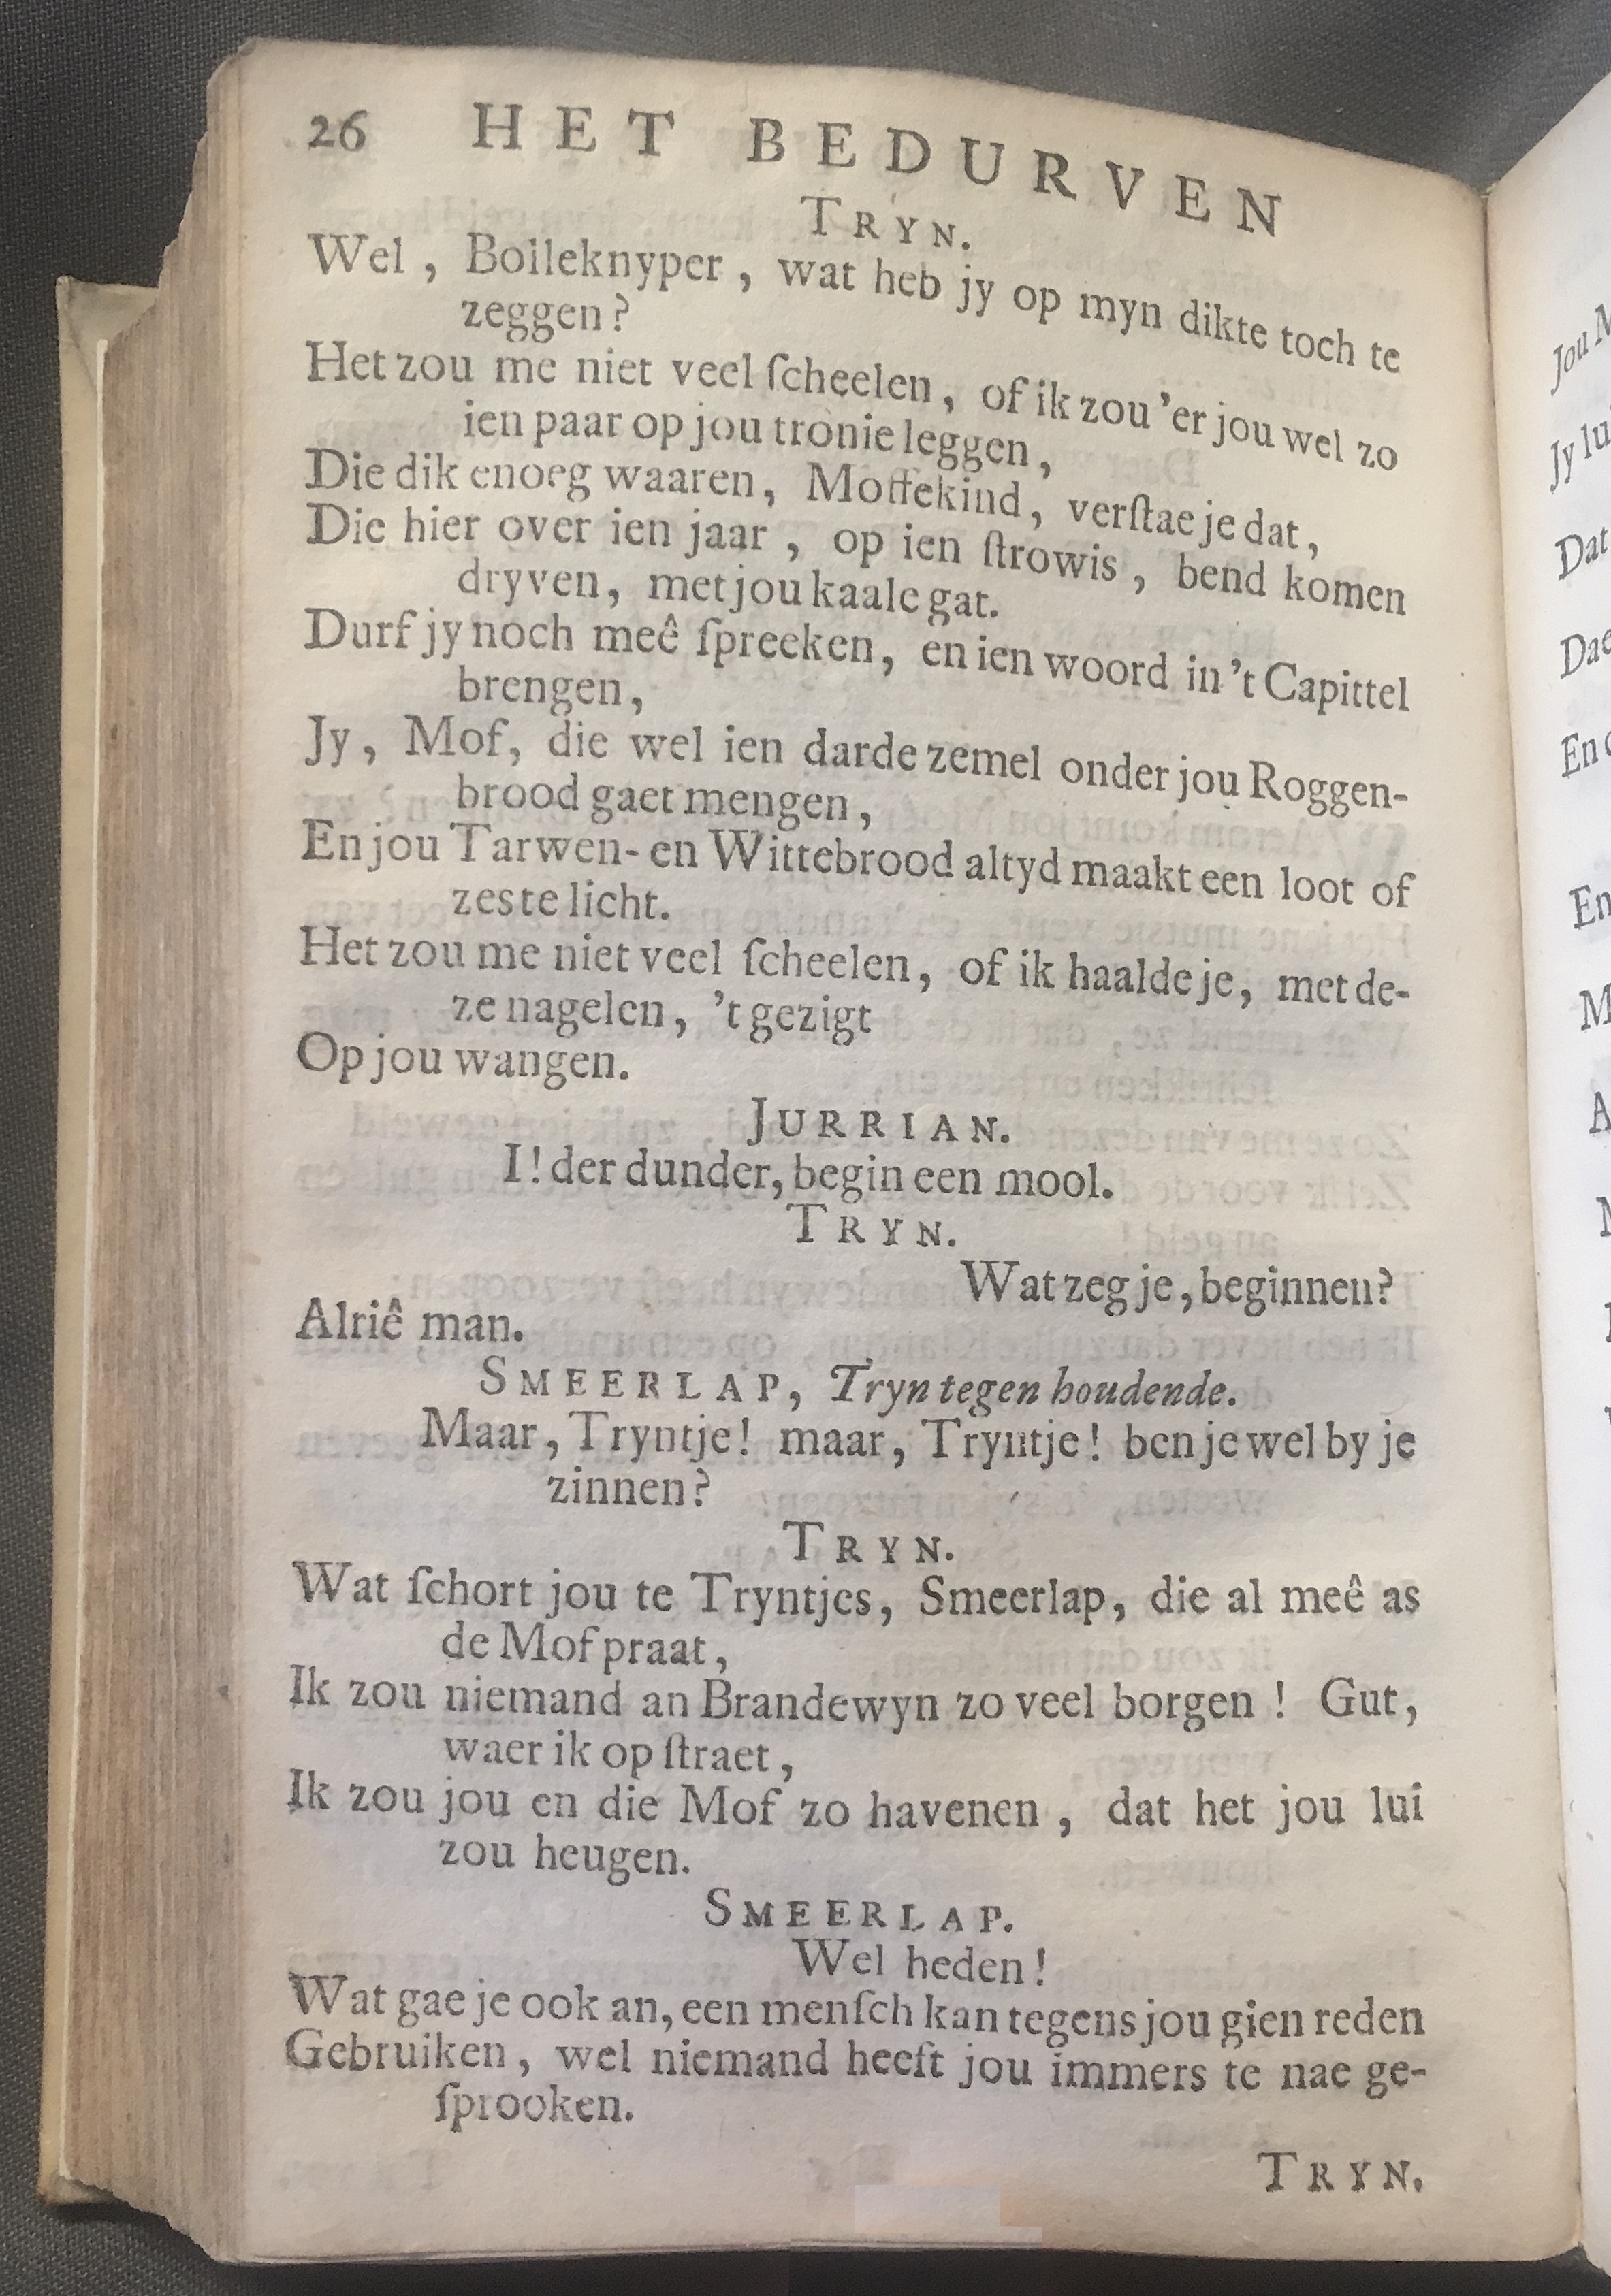 26 HET BEDURVEN
TRYN.
Wel, Bolleknyper, wat heb jy op myn dikte toch te
zeggen?
Het zou me niet veel ſcheelen, of ik zou 'er jou wel zo
ien paar op jou tronie leggen,
Die dik enoeg waaren, Moffekind, verſtae je dat,
Die hier over ien jaar, op ien ſtrowis, bend komen
dryven, met jou kaale gat.
Durf jy noch meê ſpreeken, en ien woord in 't Capittel
brengen,
Jy, Mof, die wel ien darde zemel onder jou Roggen-
brood gaet mengen,
En jou Tarwen- en Wittebrood altyd maakt een loot of
zes te licht.
Het zou me niet veel ſcheelen, of ik haalde je, met de-
ze nagelen, 't gezigt
Op jou wangen.
JURRIAN.
I! der dunder, begin een mool.
TRYN.
Wat zeg je, beginnen?
Alriê man.
SMEERLAP, Tryn tegen houdende.
Maar, Tryntje! maar, Tryntje! ben je wel by je
zinnen?
TRYN.
Wat ſchort jou te Tryntjes, Smeerlap, die al meê as
de Mof praat,
Ik zou niemand an Brandewyn zo veel borgen! Gut,
waer ik op ſtraet,
Ik zou jou en die Mof zo havenen, dat het jou lui
zou heugen.
SMEERLAP.
Wel heden!
Wat gae je ook an, een menſch kan tegens jou gien reden
Gebruiken, wel niemand heeft jou immers te nae ge-
ſprooken.
TRYN.
Jou
Jy lu
Dat
Dae
En
En